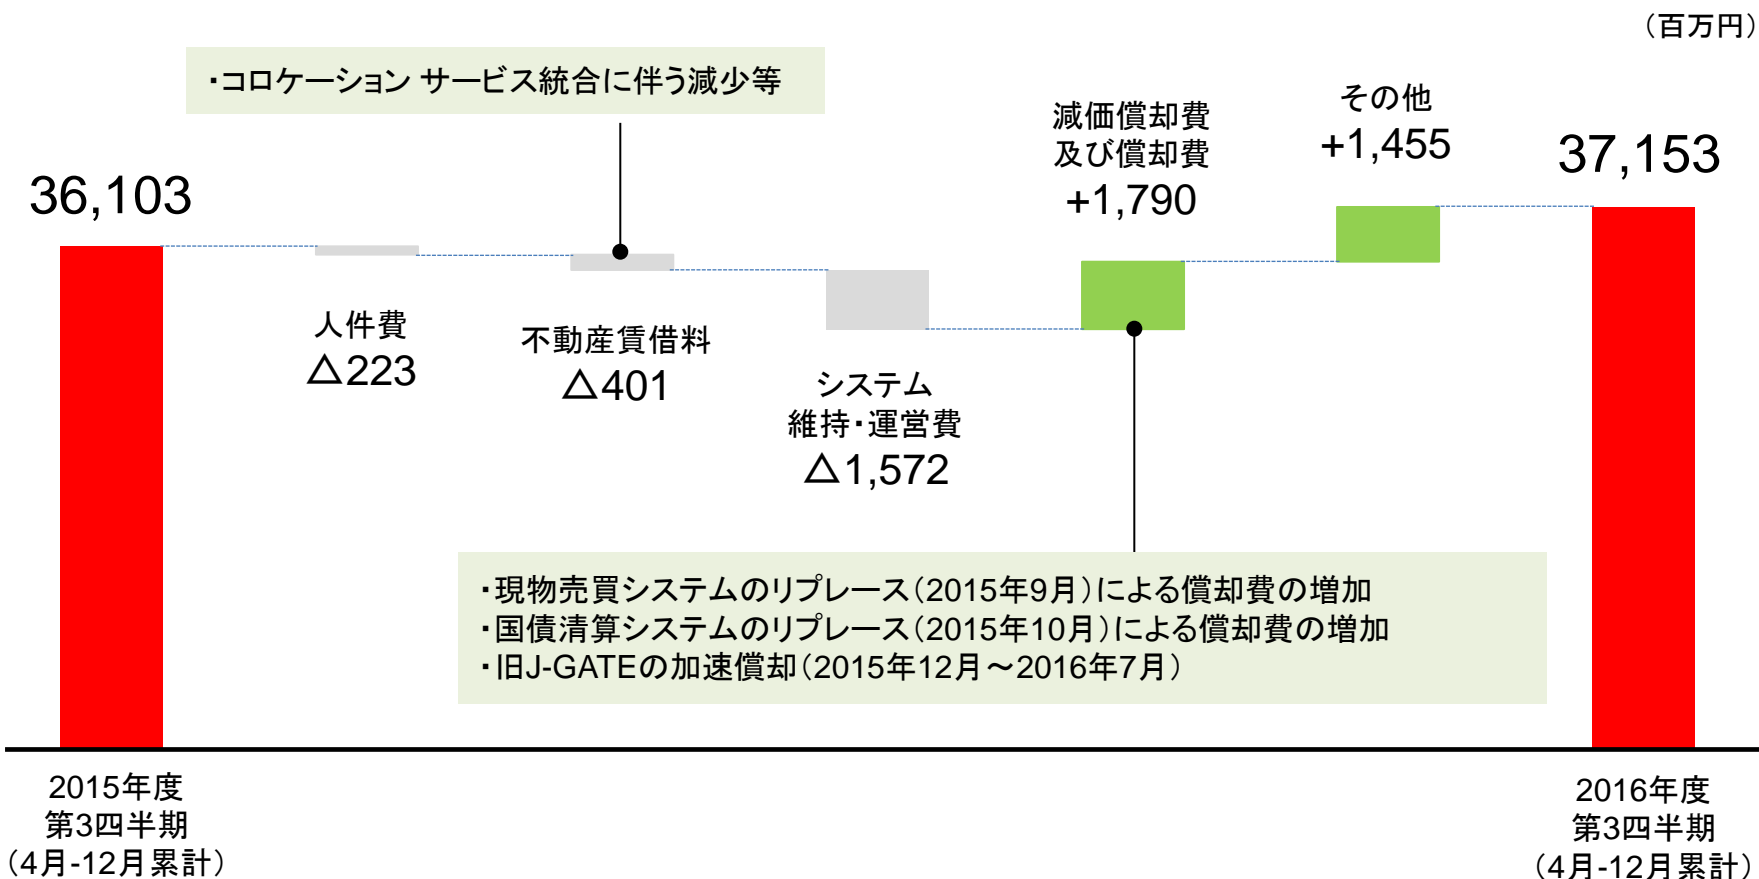 （百万円）
・コロケーション サービス統合に伴う減少等
36,103
人件費
△223
不動産賃借料
△401
システム
維持・運営費
△1,572
減価償却費
及び償却費
+1,790
その他
+1,455
37,153
・現物売買システムのリプレース（2015年9月）による償却費の増加
・国債清算システムのリプレース（2015年10月）による償却費の増加
・旧J-GATEの加速償却（2015年12月～2016年7月）
2015年度
第3四半期
（4月-12月累計）
2016年度
第3四半期
（4月-12月累計）